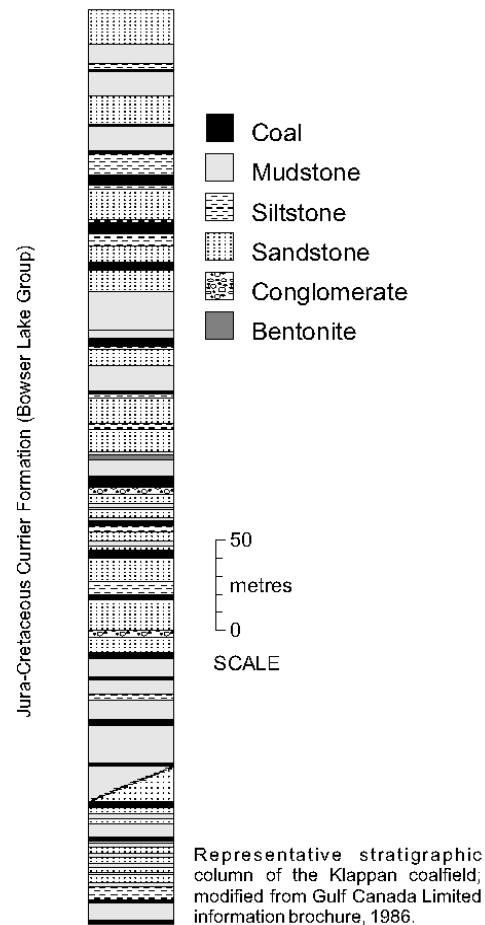 Jura-Cretaceous Currier Formation (Bowser Lake Group)
Coal
Mudstone
Siltstone
Sandstone
Conglomerate
Bentonite
50
metres
0
SCALE
Representative stratigraphic
column of the Klappan coalfield;
modified from Gulf Canada Limited
information brochure, 1986.